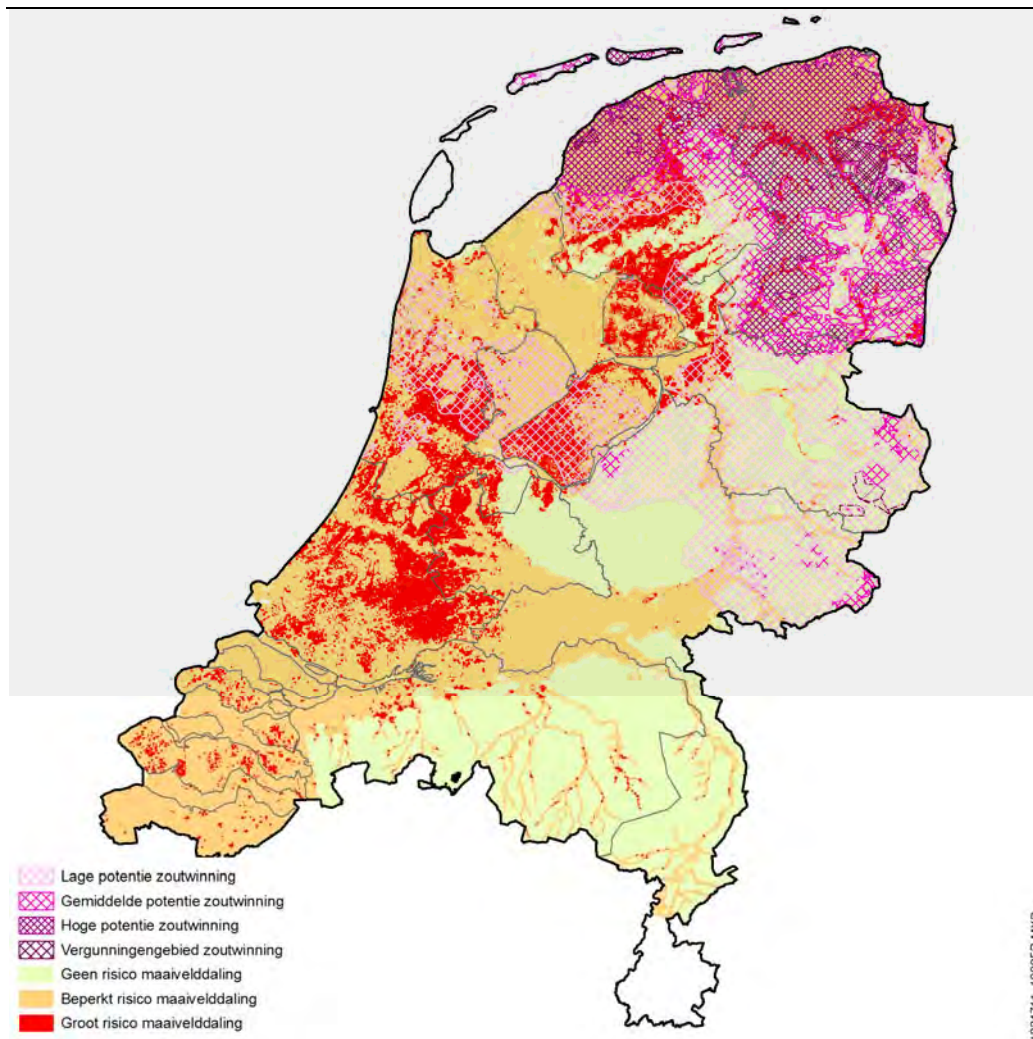 Lage potentie zoutwinning
Gemiddelde potentie zoutwinning
Hoge potentie zoutwinning
Vergunningengebied zoutwinning
Geen risico maaivelddaling
Beperkt risico maaivelddaling
Groot risico maaivelddaling